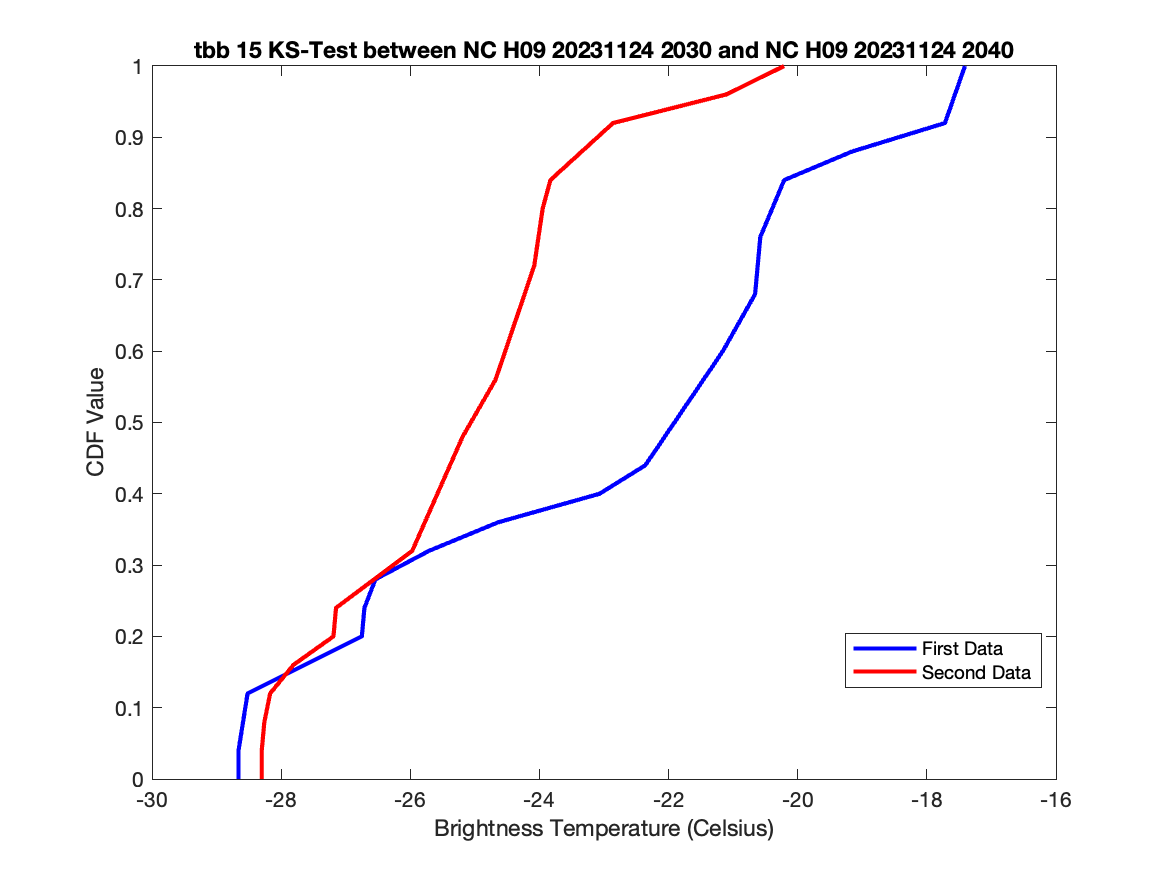 tbb 15 KS-Test between NC H09 20231124 2030 and NC H09 20231124 2040
1
0.9
0.8
0.7
0.6
0.5
0.4
0.3
0.2
0.1
0
CDF Value
First Data
Second Data
-30 -28 -26 -24 -22 -20 -18 -16
Brightness Temperature (Celsius)